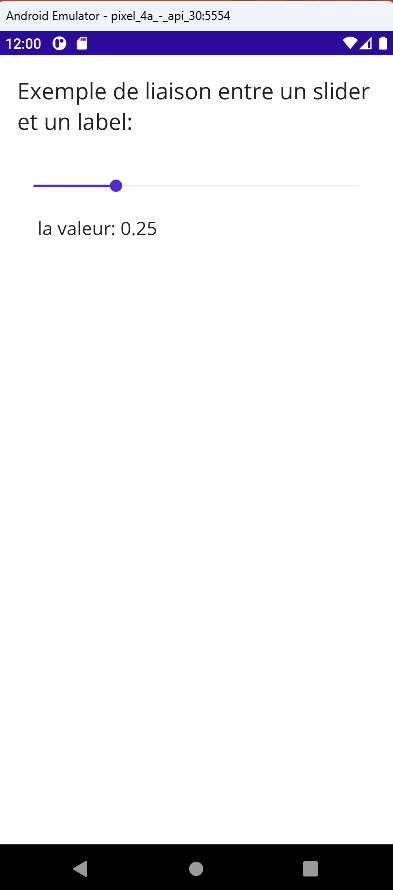 Android Emulator - pixel_4a_-_api_30:5554
12:00
Exemple de liaison entre un slider
et un label:
la valeur: 0.25